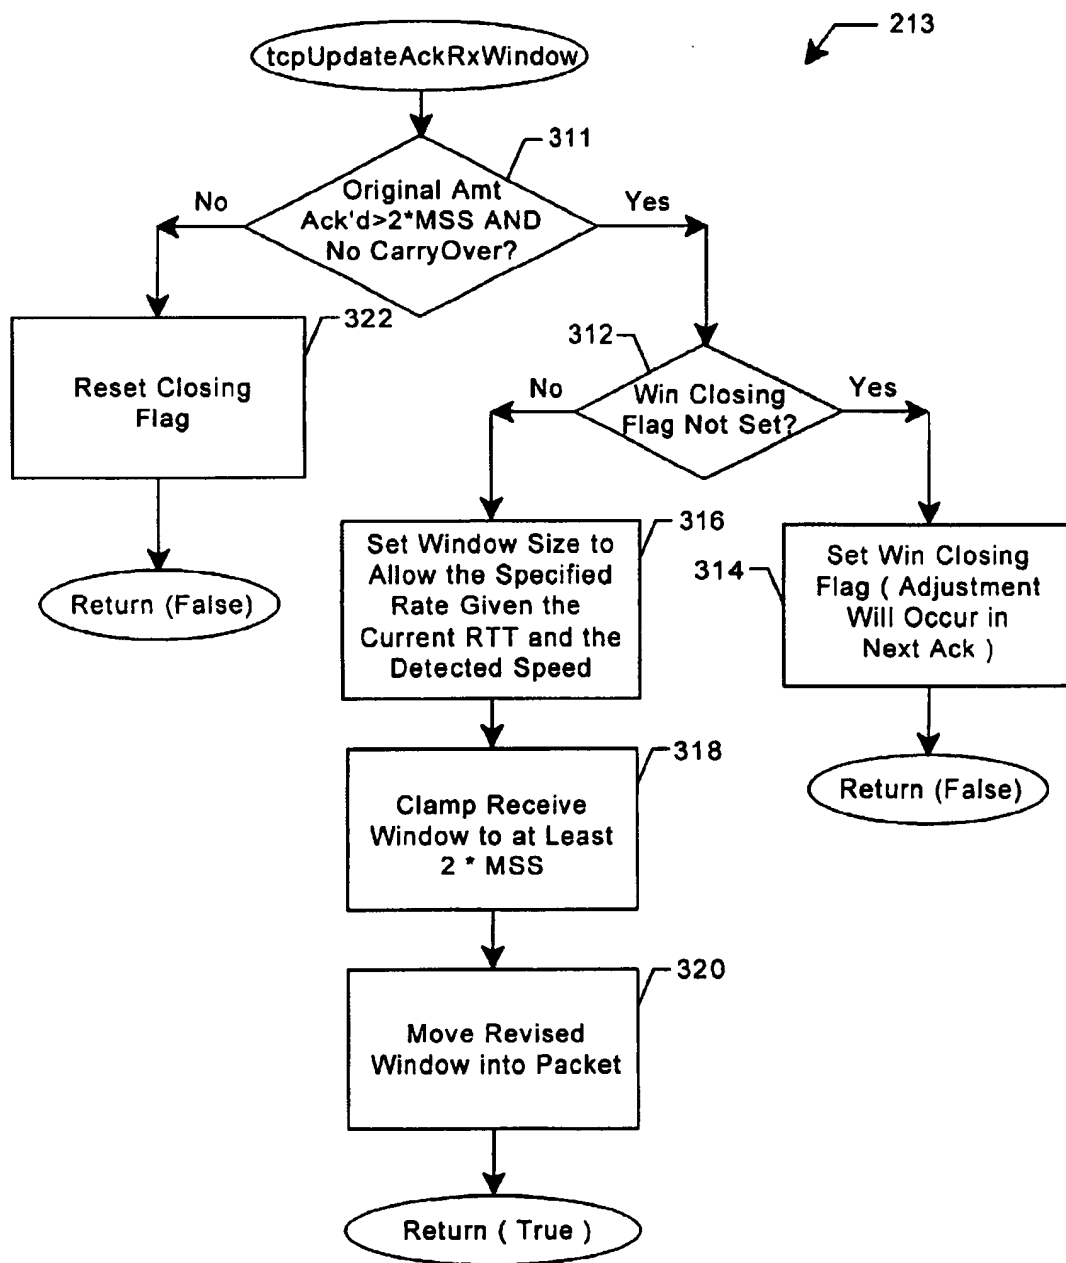 213
tcpUpdateAckRxWindow
311
Original Amt
Ack'd>2*MSS AND
No CarryOver?
No
Yes
322
Reset Closing
Flag
Return (False)
312
Win Closing
Flag Not Set?
No
Yes
316
Set Window Size to
Allow the Specified
Rate Given the
Current RTT and the
Detected Speed
314
Set Win Closing
Flag ( Adjustment
Will Occur in
Next Ack )
Return (False)
318
Clamp Receive
Window to at Least
2 * MSS
320
Move Revised
Window into Packet
Return ( True )